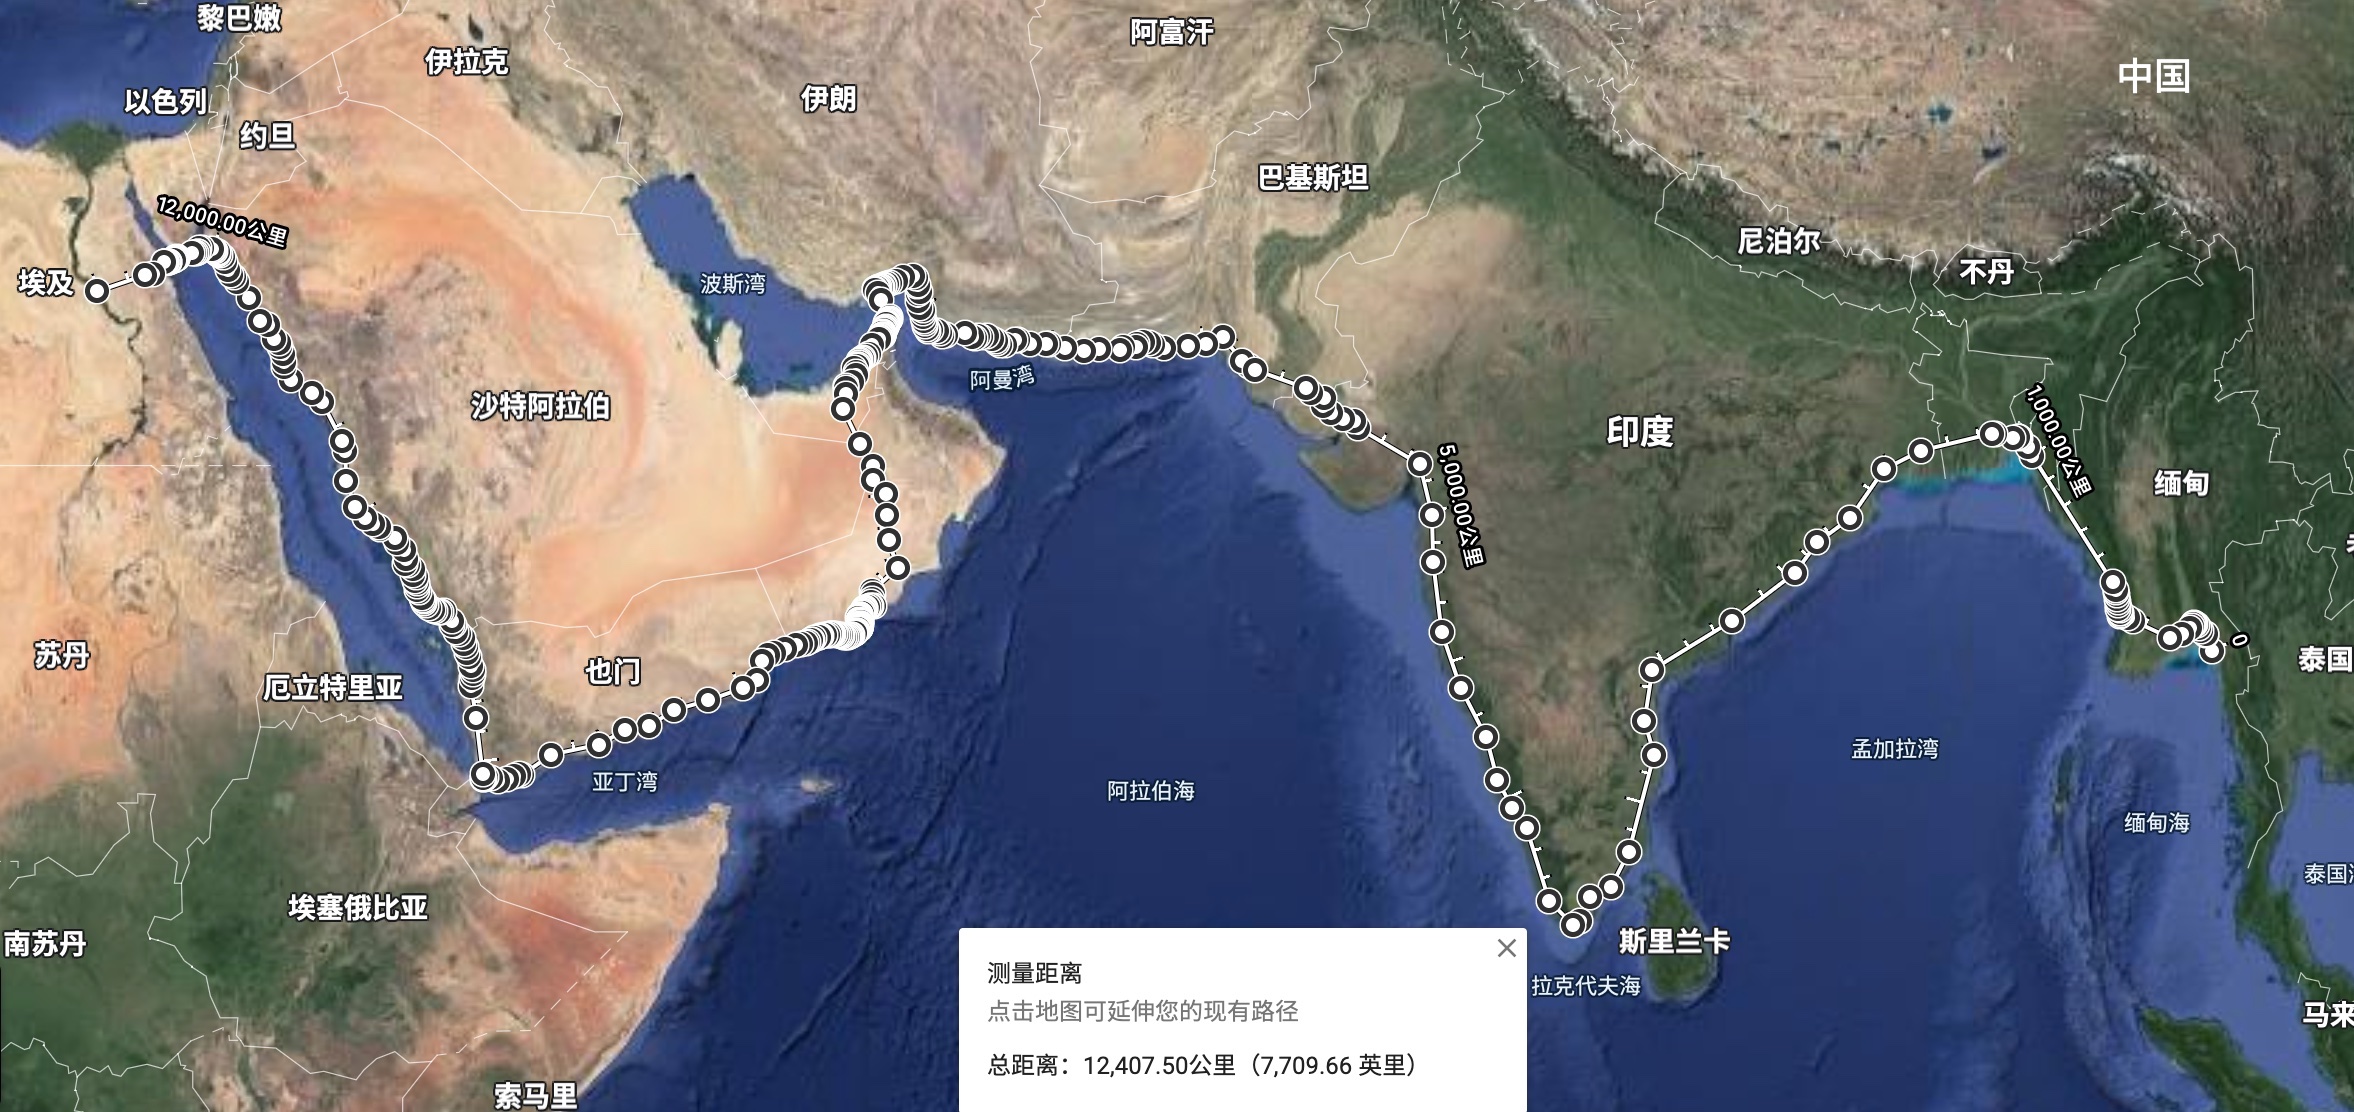 黎巴嫩
阿富汗
伊拉克
中国
以色列
伊朗
约旦
巴基斯坦
12,000.00公里
尼泊尔
不丹
埃及
波斯湾
阿曼湾
沙特阿拉伯
印度
1,000.00公里
5,000.00公里
缅甸
苏丹
0
泰国
也门
厄立特里亚
孟加拉湾
亚丁湾
阿拉伯海
缅甸海
泰国
埃塞俄比亚
南苏丹
斯里兰卡
拉克代夫海
马来
索马里
测量距离
点击地图可延伸您的现有路径
总距离：12,407.50公里（7,709.66 英里）